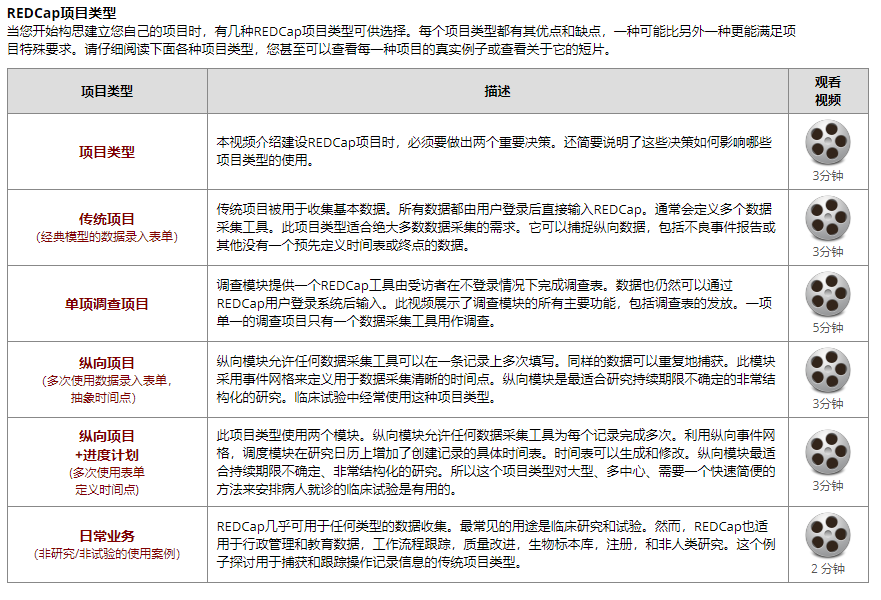 REDCap项目类型
当您开始构思建立您自己的项目时，有几种REDCap项目类型可供选择。每个项目类型都有其优点和缺点，一种可能比另外一种更能满足项
目特殊要求。请仔细阅读下面各种项目类型，您甚至可以查看每一种项目的真实例子或查看关于它的短片。
项目类型
描述
观看
视频
项目类型
本视频介绍建设REDCap项目时，必须要做出两个重要决策。还简要说明了这些决策如何影响哪些
项目类型的使用。
3分钟
传统项目
(经典模型的数据录入表单)
传统项目被用于收集基本数据。所有数据都由用户登录后直接输入REDCap。通常会定义多个数据
采集工具。此项目类型适合绝大多数数据采集的需求。它可以捕捉纵向数据，包括不良事件报告或
其他没有一个预先定义时间表或终点的数据。
3分钟
单项调查项目
调查模块提供一个REDCap工具由受访者在不登录情况下完成调查表。数据也仍然可以通过
REDCap用户登录系统后输入。此视频展示了调查模块的所有主要功能，包括调查表的发放。一项
单一的调查项目只有一个数据采集工具用作调查。
5分钟
纵向项目
(多次使用数据录入表单，
抽象时间点)
纵向模块允许任何数据采集工具可以在一条记录上多次填写。同样的数据可以重复地捕获。此模块
采用事件网格来定义用于数据采集清晰的时间点。纵向模块是最适合研究持续期限不确定的非常结
构化的研究。临床试验中经常使用这种项目类型。
3分钟
纵向项目
+进度计划
(多次使用表单
定义时间点)
此项目类型使用两个模块。纵向模块允许任何数据采集工具为每个记录完成多次。利用纵向事件网
格，调度模块在研究日历上增加了创建记录的具体时间表。时间表可以生成和修改。纵向模块最适
合持续期限不确定、非常结构化的研究。所以这个项目类型对大型、多中心、需要一个快速简便的
方法来安排病人就诊的临床试验是有用的。
3分钟
日常业务
(非研究/非试验的使用案例)
REDCap几乎可用于任何类型的数据收集。最常见的用途是临床研究和试验。然而，REDCap也适
用于行政管理和教育数据，工作流程跟踪，质量改进，生物标本库，注册，和非人类研究。这个例
子探讨用于捕获和跟踪操作记录信息的传统项目类型。
2 分钟